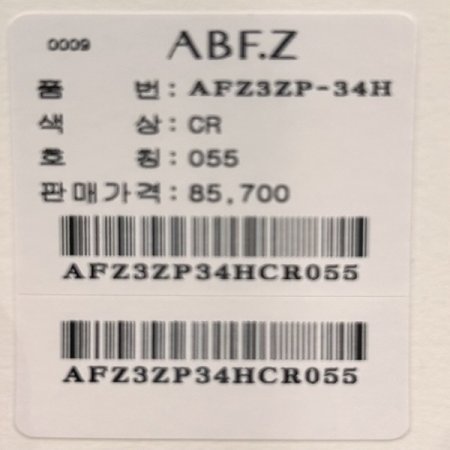 0009 ABF.Z
품 번 : AFZ3ZP-34H
색 상 : CR
호 칭 : 055
판매가격 : 85,700
AFZ3ZP34HCR055
AFZ3ZP34HCR055